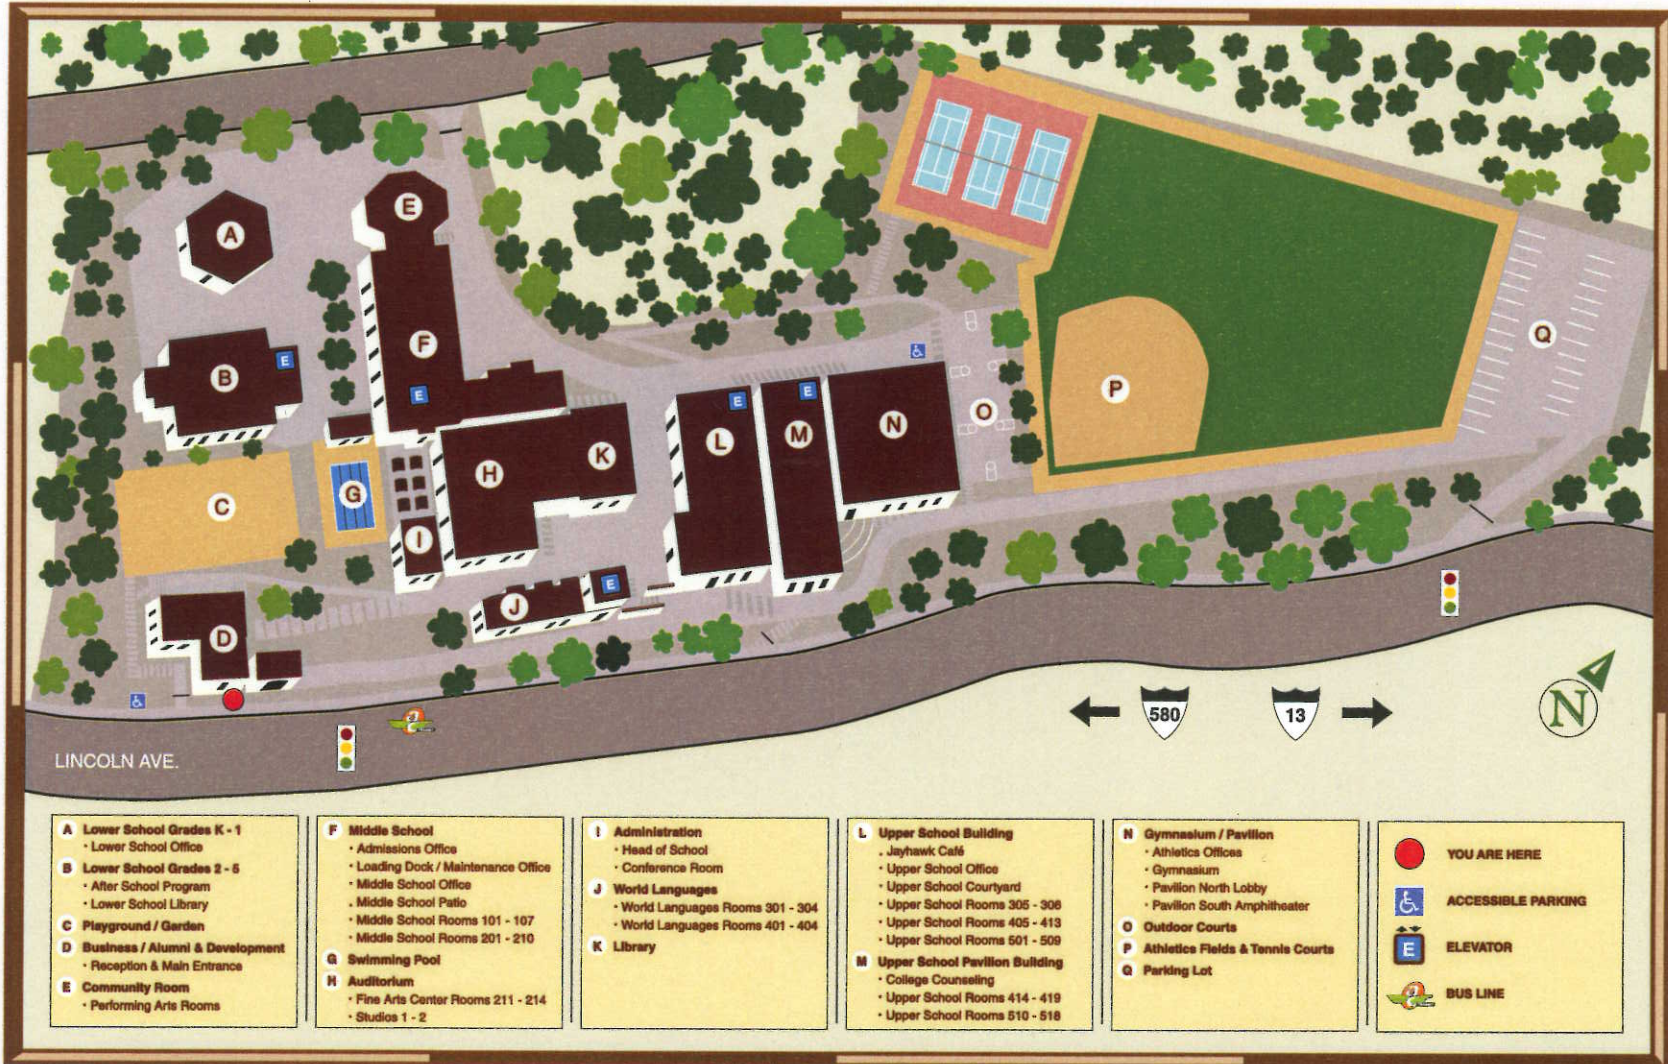 A
E
B
E
F
E
C
G
H
K
I
J
E
D
L
E
M
E
N
O
P
Q
LINCOLN AVE.
580
13
N
A Lower School Grades K - 1
• Lower School Office
B Lower School Grades 2 - 5
• After School Program
• Lower School Library
C Playground / Garden
D Business / Alumni & Development
• Reception & Main Entrance
E Community Room
• Performing Arts Rooms
F Middle School
• Admissions Office
• Loading Dock / Maintenance Office
• Middle School Office
. Middle School Patio
• Middle School Rooms 101 - 107
• Middle School Rooms 201 - 210
G Swimming Pool
H Auditorium
• Fine Arts Center Rooms 211 - 214
• Studios 1 - 2
I Administration
• Head of School
• Conference Room
J World Languages
• World Languages Rooms 301 - 304
• World Languages Rooms 401 - 404
K Library
L Upper School Building
. Jayhawk Café
• Upper School Office
• Upper School Courtyard
• Upper School Rooms 305 - 306
• Upper School Rooms 405 - 413
• Upper School Rooms 501 - 509
M Upper School Pavilion Building
• College Counseling
• Upper School Rooms 414 - 419
• Upper School Rooms 510 - 518
N Gymnasium / Pavilion
• Athletics Offices
• Gymnasium
• Pavilion North Lobby
• Pavilion South Amphitheater
O Outdoor Courts
P Athletics Fields & Tennis Courts
Q Parking Lot
YOU ARE HERE
ACCESSIBLE PARKING
E ELEVATOR
BUS LINE